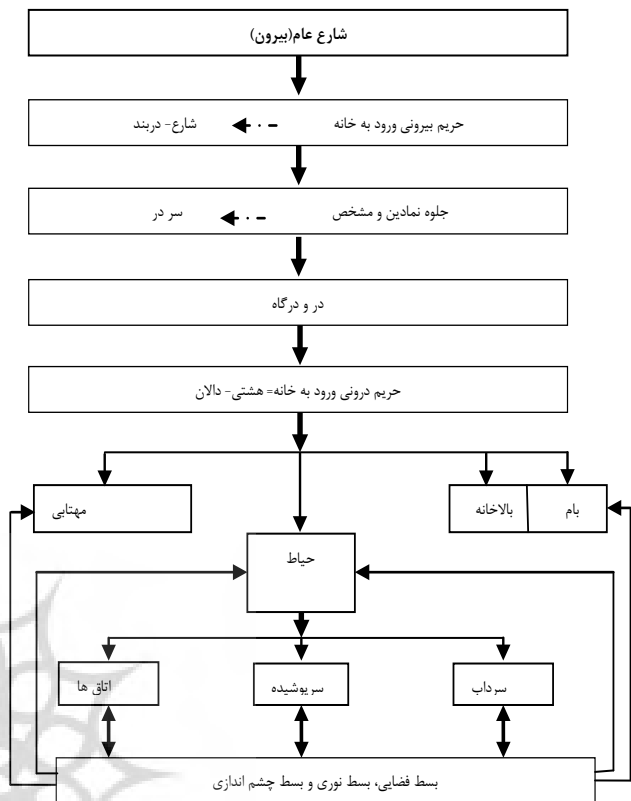 شارع عام(بیرون)
حریم بیرونی ورود به خانه شارع- دربند
جلوه نمادین و مشخص سر در
در و درگاه
حریم درونی ورود به خانه= هشتی- دالان
بام بالاخانه مهتابی
حیاط
سرداب سرپوشیده اتاق ها
بسط فضایی، بسط نوری و بسط چشم اندازی